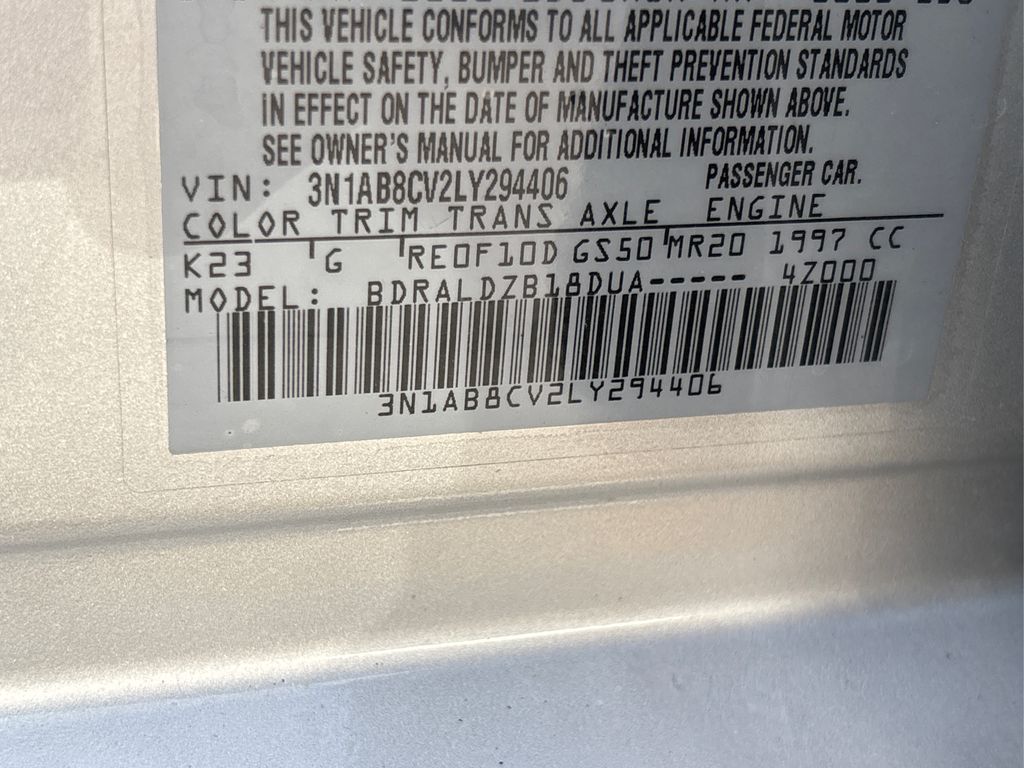 THIS VEHICLE CONFORMS TO ALL APPLICABLE FEDERAL MOTOR
VEHICLE SAFETY, BUMPER AND THEFT PREVENTION STANDARDS
IN EFFECT ON THE DATE OF MANUFACTURE SHOWN ABOVE.
SEE OWNER'S MANUAL FOR ADDITIONAL INFORMATION.
VIN: 3N1AB8CV2LY294406 PASSENGER CAR.
COLOR TRIM TRANS AXLE ENGINE
K23 G RE0F10D GS50 MR20 1997 CC
MODEL: BDRALDZB18DUA----- 4Z000
3N1AB8CV2LY294406